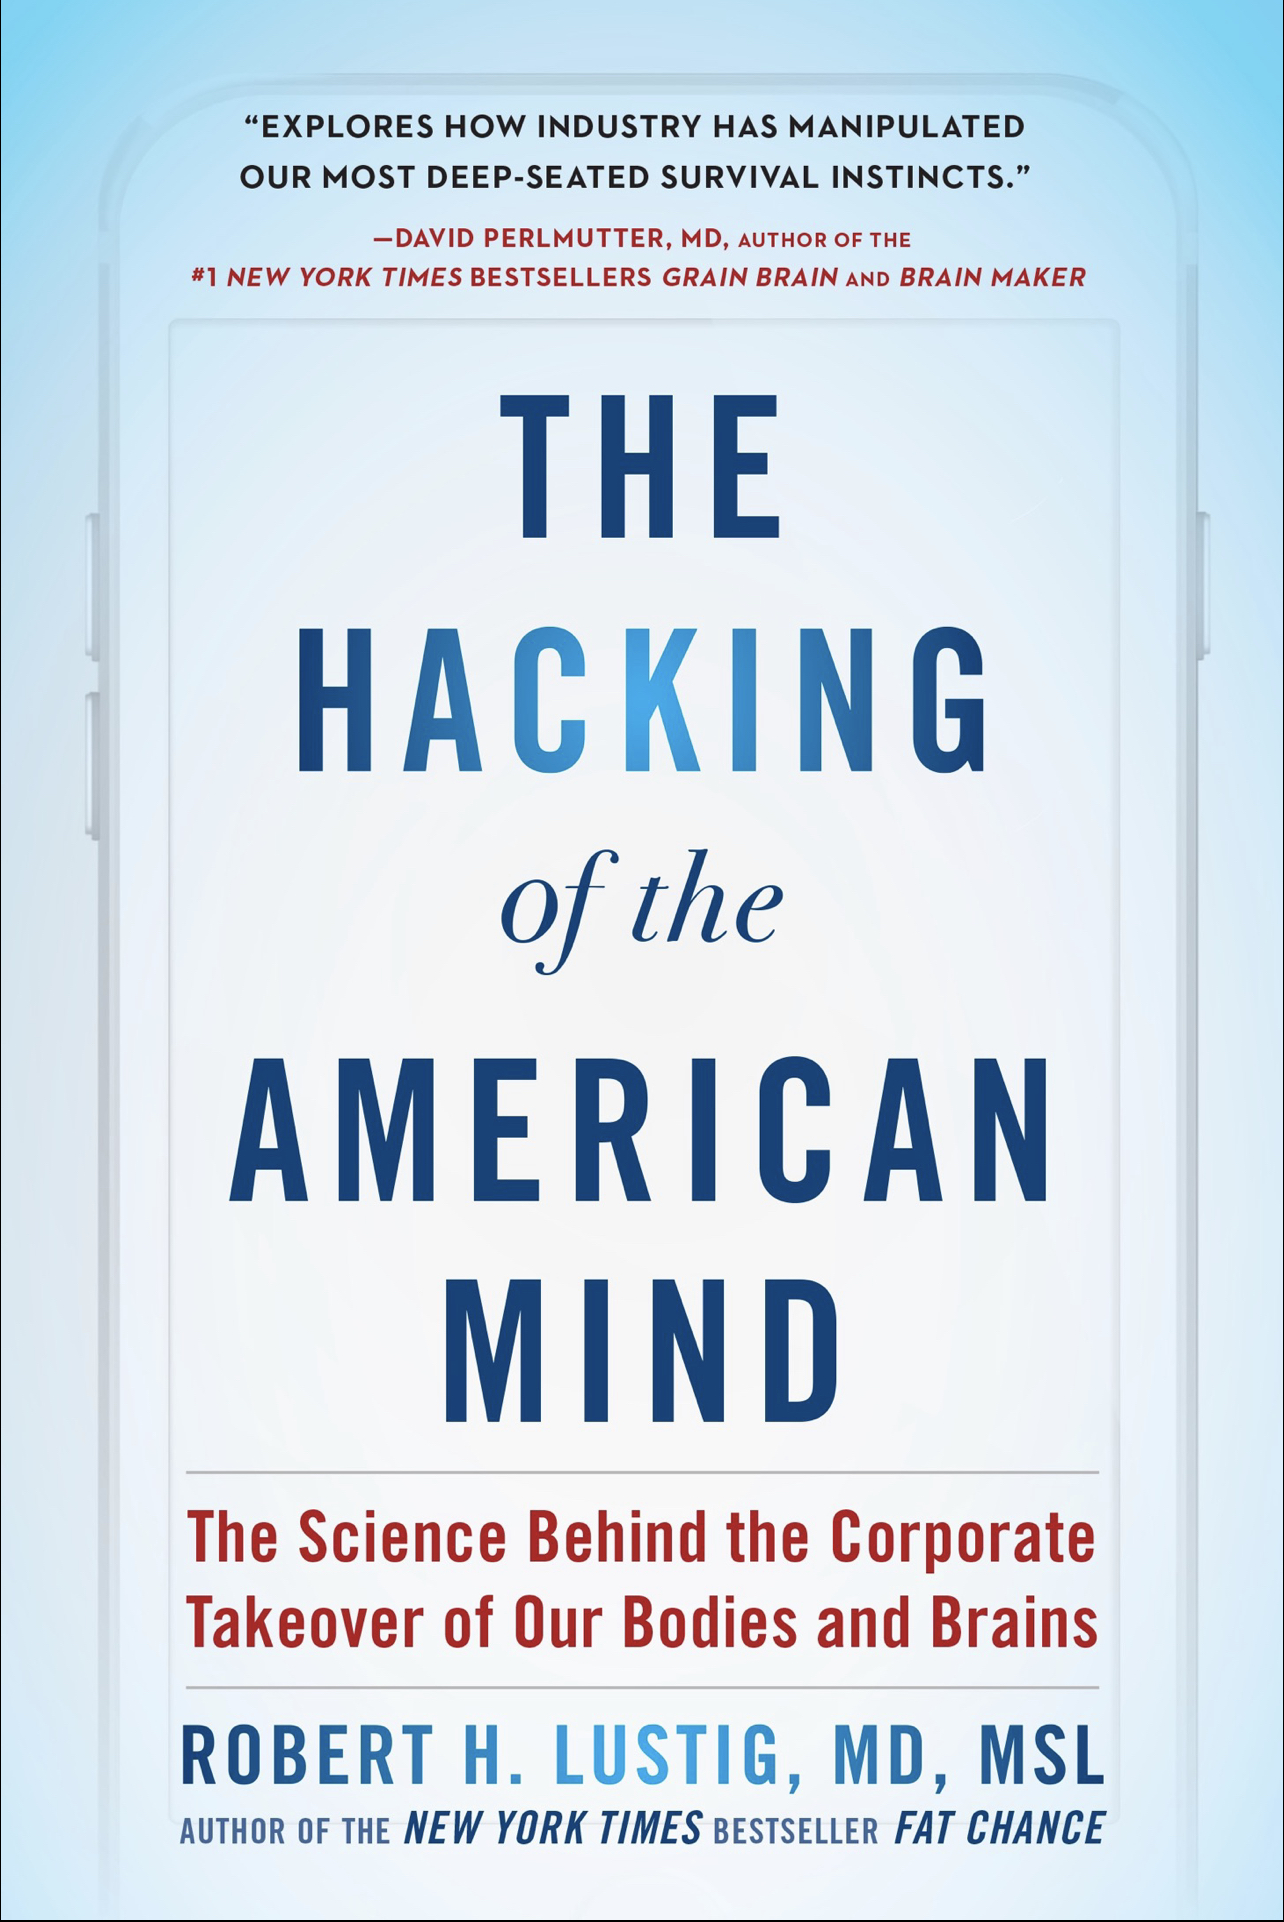 “EXPLORES HOW INDUSTRY HAS MANIPULATED
OUR MOST DEEP-SEATED SURVIVAL INSTINCTS.”
—DAVID PERLMUTTER, MD, AUTHOR OF THE
#1 NEW YORK TIMES BESTSELLERS GRAIN BRAIN AND BRAIN MAKER
THE
HACKING
of the
AMERICAN
MIND
The Science Behind the Corporate
Takeover of Our Bodies and Brains
ROBERT H. LUSTIG, MD, MSL
AUTHOR OF THE NEW YORK TIMES BESTSELLER FAT CHANCE